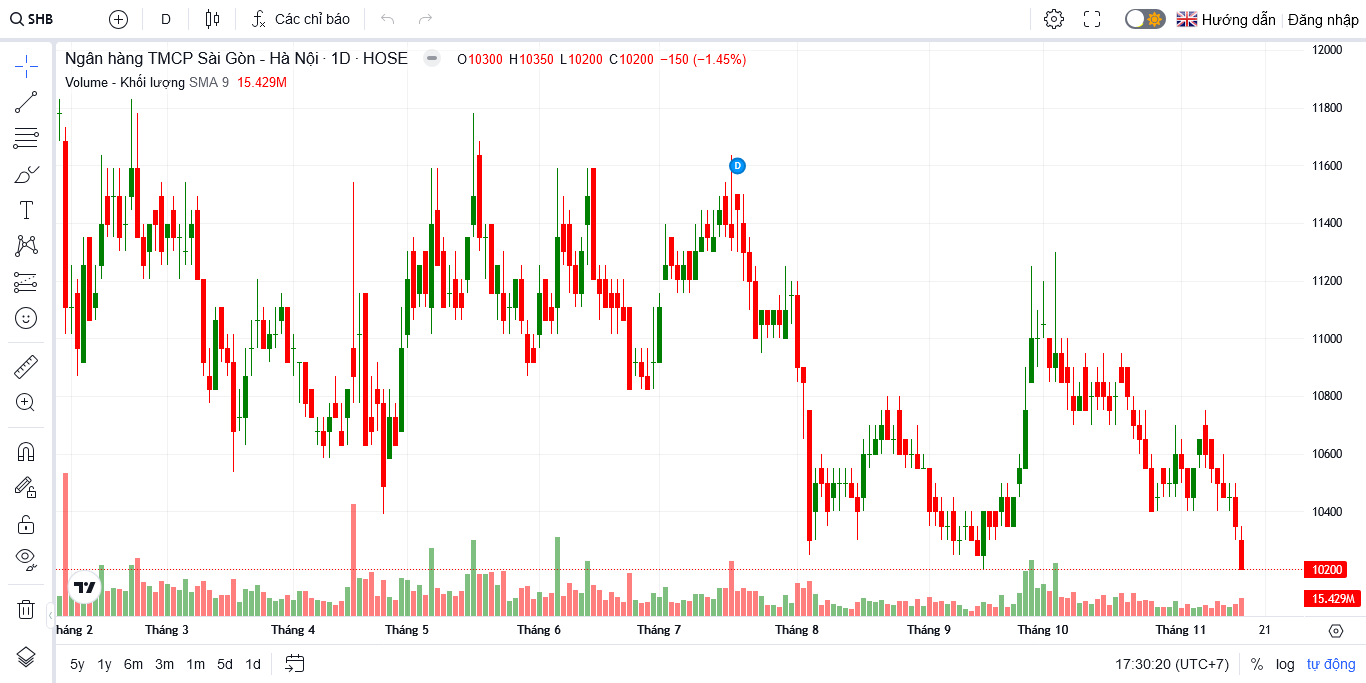 SHB
D
Các chỉ báo
Hướng dẫn
Đăng nhập
Ngân hàng TMCP Sài Gòn - Hà Nội · 1D · HOSE
O10300 H10350 L10200 C10200 −150 (−1.45%)
Volume - Khối lượng SMA 9 15.429M
D
12000
11800
11600
11400
11200
11000
10800
10600
10400
10200
15.429M
háng 2 Tháng 3 Tháng 4 Tháng 5 Tháng 6 Tháng 7 Tháng 8 Tháng 9 Tháng 10 Tháng 11 21
5y 1y 6m 3m 1m 5d 1d
17:30:20 (UTC+7) % log tự động